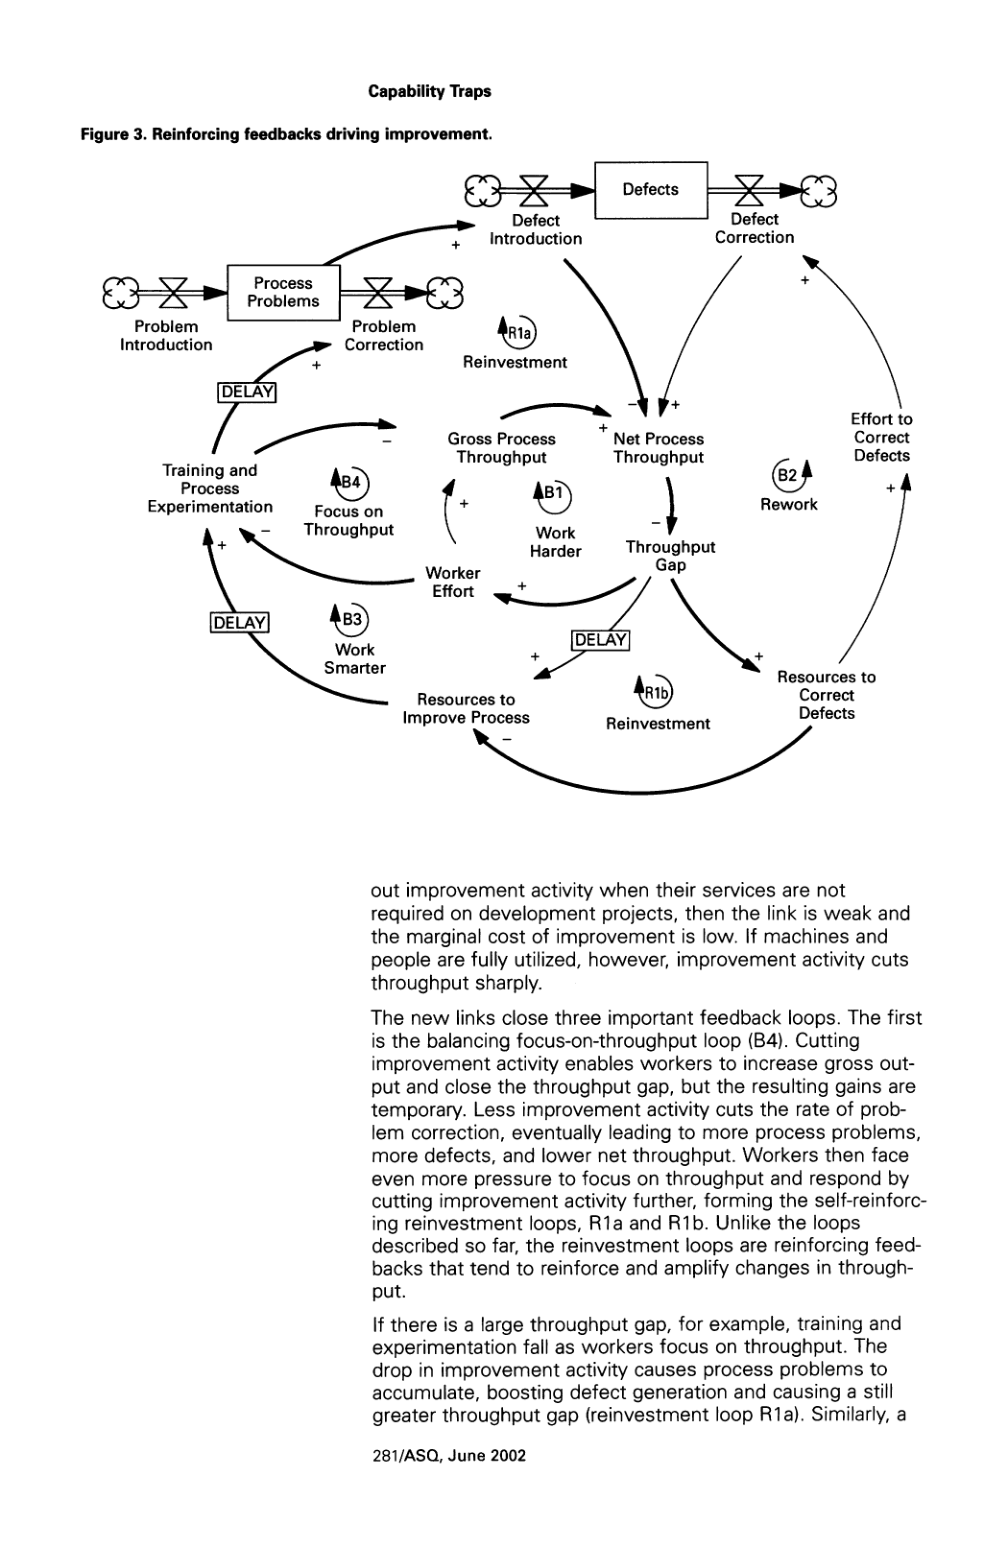 Capability Traps
Figure 3. Reinforcing feedbacks driving improvement.
Defects
Defect
Introduction
Defect
Correction
+
+
Process
Problems
Problem
Introduction
Problem
Correction
+
R1a
Reinvestment
DELAY
–
+
–
Gross Process
Throughput
+
Net Process
Throughput
Effort to
Correct
Defects
Training and
Process
Experimentation
B4
Focus on
Throughput
+
B1
Work
Harder
B2
Rework
+
–
Throughput
Gap
+
–
Worker
Effort
+
DELAY
B3
Work
Smarter
DELAY
+
+
Resources to
Improve Process
–
R1b
Reinvestment
Resources to
Correct
Defects
out improvement activity when their services are not
required on development projects, then the link is weak and
the marginal cost of improvement is low. If machines and
people are fully utilized, however, improvement activity cuts
throughput sharply.
The new links close three important feedback loops. The first
is the balancing focus-on-throughput loop (B4). Cutting
improvement activity enables workers to increase gross out-
put and close the throughput gap, but the resulting gains are
temporary. Less improvement activity cuts the rate of prob-
lem correction, eventually leading to more process problems,
more defects, and lower net throughput. Workers then face
even more pressure to focus on throughput and respond by
cutting improvement activity further, forming the self-reinforc-
ing reinvestment loops, R1a and R1b. Unlike the loops
described so far, the reinvestment loops are reinforcing feed-
backs that tend to reinforce and amplify changes in through-
put.
If there is a large throughput gap, for example, training and
experimentation fall as workers focus on throughput. The
drop in improvement activity causes process problems to
accumulate, boosting defect generation and causing a still
greater throughput gap (reinvestment loop R1a). Similarly, a
281/ASQ, June 2002